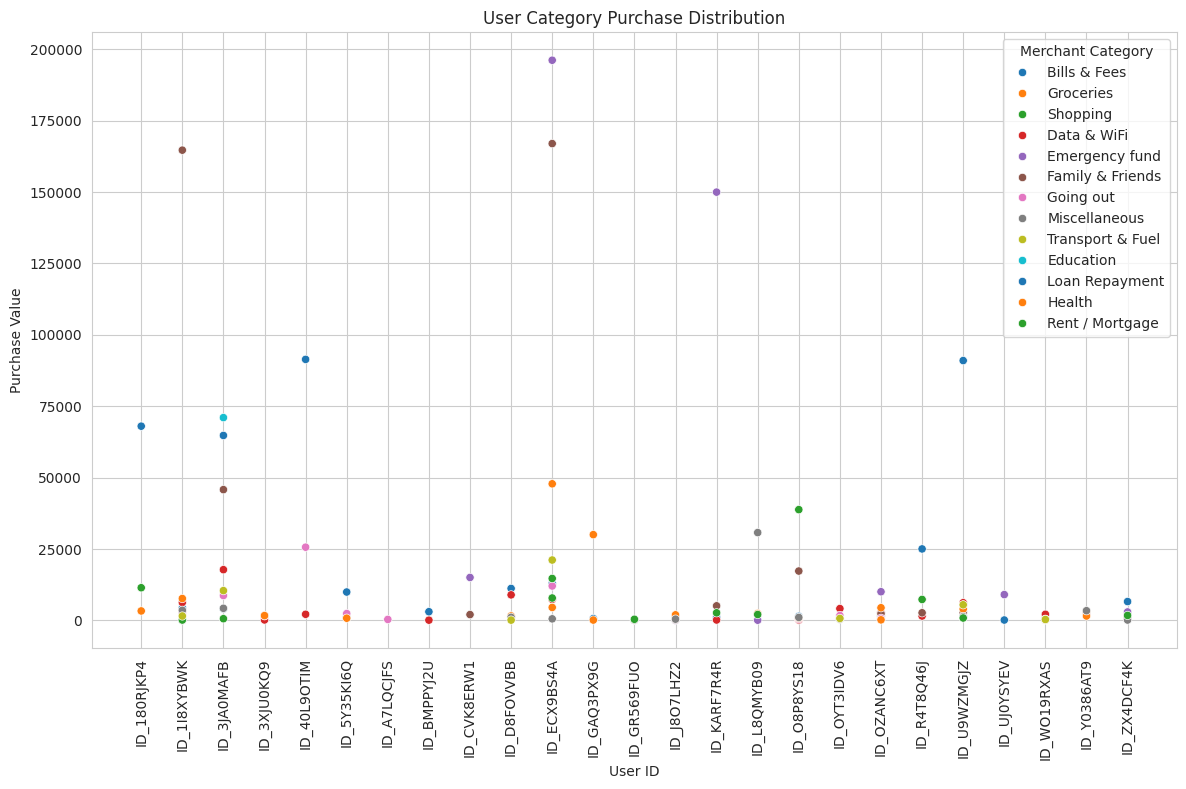 User Category Purchase Distribution
Merchant Category
Bills & Fees
Groceries
Shopping
Data & WiFi
Emergency fund
Family & Friends
Going out
Miscellaneous
Transport & Fuel
Education
Loan Repayment
Health
Rent / Mortgage
Purchase Value
200000
175000
150000
125000
100000
75000
50000
25000
0
ID_180RJKP4
ID_1I8XYBWK
ID_3JA0MAFB
ID_3XJU0KQ9
ID_40L9OTIM
ID_5Y35KI6Q
ID_A7LQCJFS
ID_BMPPYJ2U
ID_CVK8ERW1
ID_D8FOVVBB
ID_ECX9BS4A
ID_GAQ3PX9G
ID_GR569FUO
ID_J8O7LHZ2
ID_KARF7R4R
ID_L8QMYB09
ID_O8P8YS18
ID_OYT3IDV6
ID_OZANC6XT
ID_R4T8Q46J
ID_U9WZMGJZ
ID_UJ0YSYEV
ID_WO19RXAS
ID_Y0386AT9
ID_ZX4DCF4K
User ID